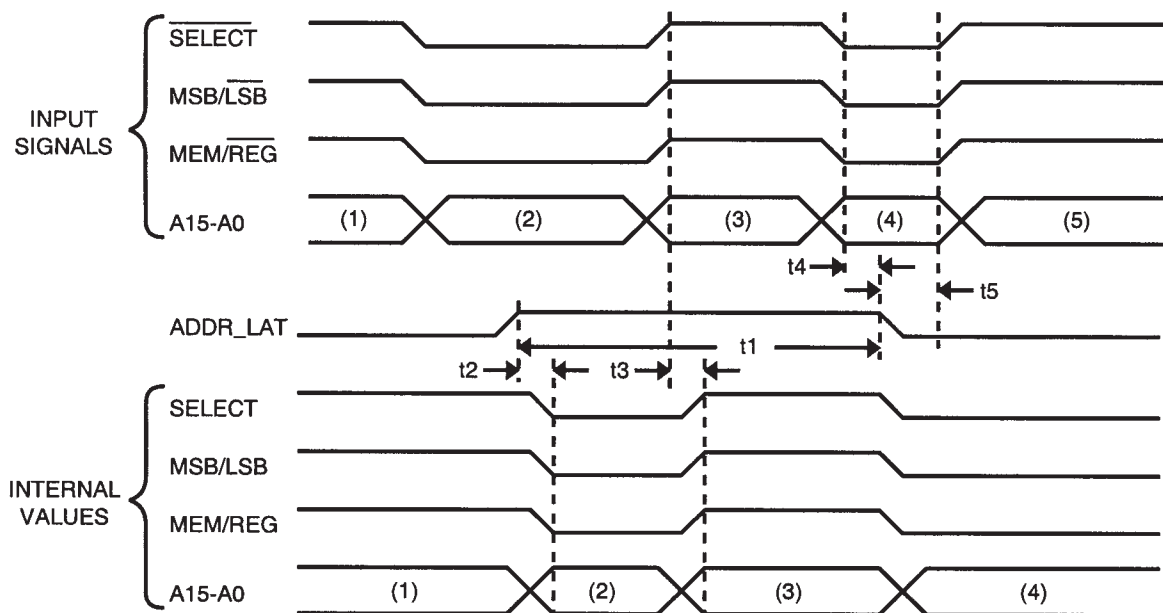 INPUT
SIGNALS
SELECT
MSB/LSB
MEM/REG
A15-A0
(1)
(2)
(3)
(4)
(5)
t4
t5
ADDR_LAT
t1
t2
t3
INTERNAL
VALUES
SELECT
MSB/LSB
MEM/REG
A15-A0
(1)
(2)
(3)
(4)